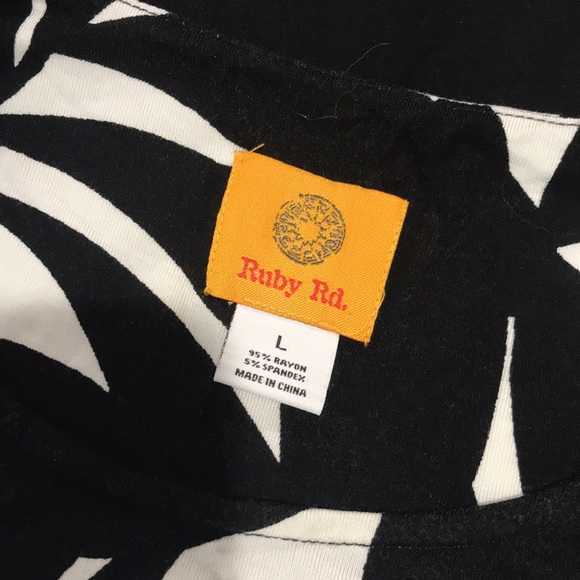 Ruby Rd.
L
95% RAYON
5% SPANDEX
MADE IN CHINA